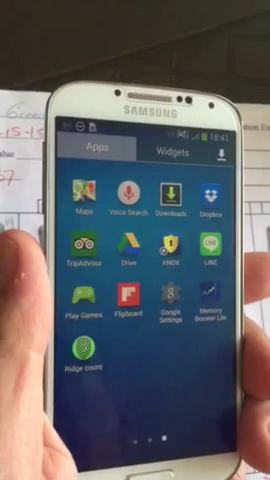 SAMSUNG
18:41
Apps Widgets
Maps Voice Search Downloads Dropbox
TripAdvisor Drive KNOX LINE
Play Games Flipboard Google Settings Memory Booster Lite
Ridge count